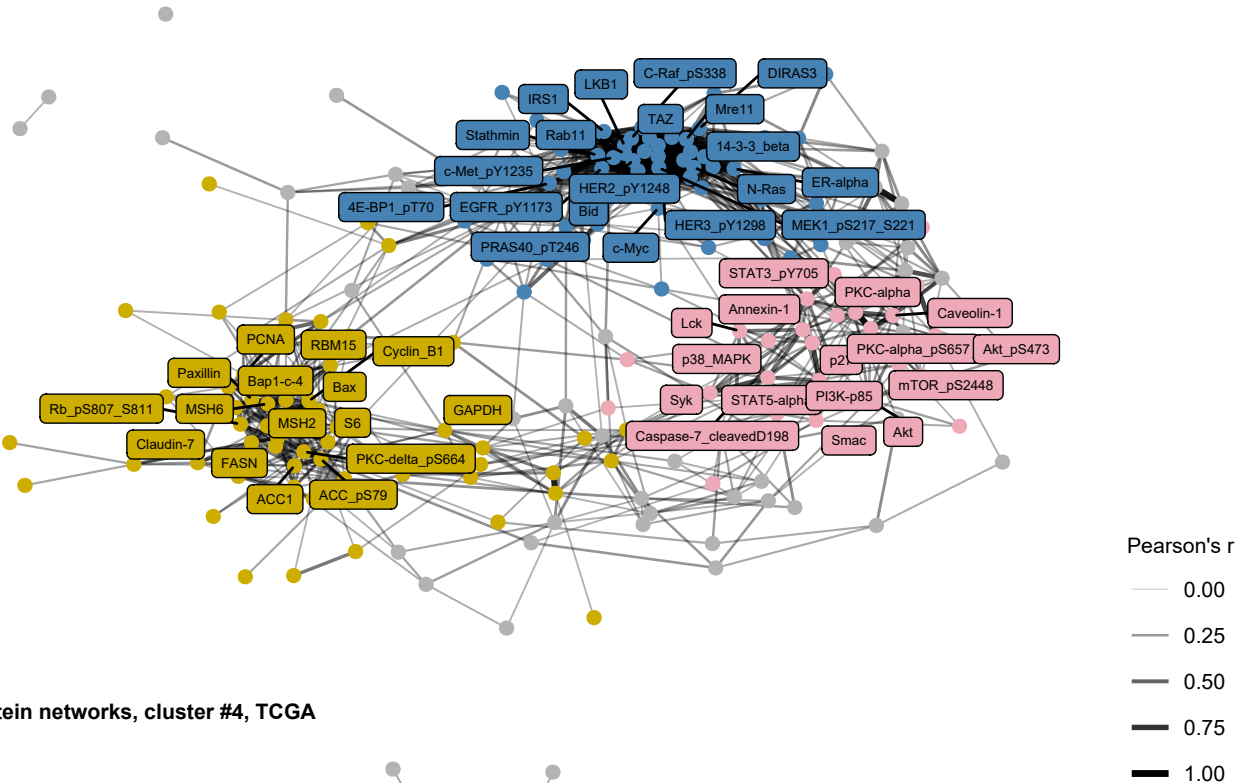 C-Raf_pS338
DIRAS3
LKB1
IRS1
Mre11
TAZ
Stathmin
Rab11
14-3-3_beta
c-Met_pY1235
HER2_pY1248
N-Ras
ER-alpha
4E-BP1_pT70
EGFR_pY1173
Bid
HER3_pY1298
MEK1_pS217_S221
PRAS40_pT246
c-Myc
STAT3_pY705
PKC-alpha
Annexin-1
Caveolin-1
Lck
PCNA
RBM15
Cyclin_B1
p38_MAPK
PKC-alpha_pS657
Akt_pS473
Paxillin
Bap1-c-4
Bax
mTOR_pS2448
Syk
STAT5-alpha
PI3K-p85
Rb_pS807_S811
MSH6
GAPDH
MSH2
S6
Caspase-7_cleavedD198
Smac
Akt
Claudin-7
FASN
PKC-delta_pS664
ACC1
ACC_pS79
Pearson's r
0.00
0.25
0.50
0.75
1.00
tein networks, cluster #4, TCGA